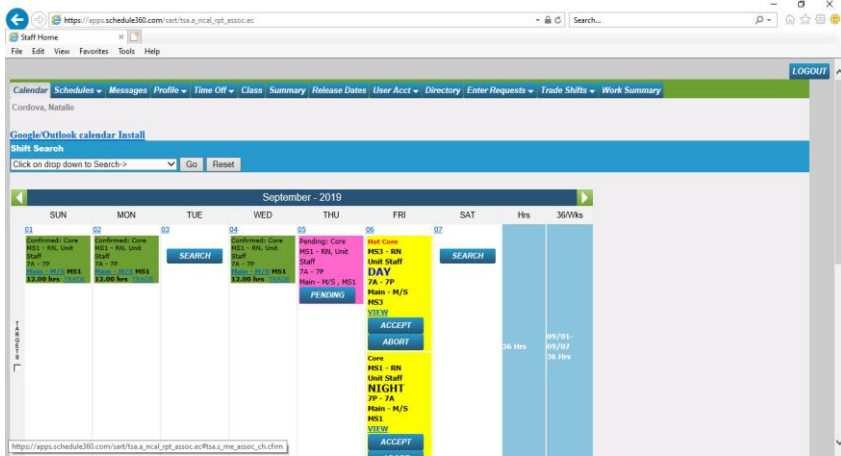 https://apps.schedule360.com/sart/tsa.a_ncal_rpt_assoc.ec
Search...
Staff Home
File Edit View Favorites Tools Help
LOGOUT
Calendar Schedules Messages Profile Time Off Class Summary Release Dates User Acct Directory Enter Requests Trade Shifts Work Summary
Cordova, Natalie
Google/Outlook calendar Install
Shift Search
Click on drop down to Search-> Go Reset
September - 2019
SUN MON TUE WED THU FRI SAT Hrs 36/Wks
01
Confirmed: Core
MS1 - RN, Unit
Staff
7A - 7P
Main - M/S MS1
12.00 hrs TRADE
02
Confirmed: Core
MS1 - RN, Unit
Staff
7A - 7P
Main - M/S MS1
12.00 hrs TRADE
03
SEARCH
04
Confirmed: Core
MS1 - RN, Unit
Staff
7A - 7P
Main - M/S MS1
12.00 hrs TRADE
05
Pending: Core
MS1 - RN, Unit
Staff
7A - 7P
Main - M/S , MS1
PENDING
06
Hot Core
MS3 - RN
Unit Staff
DAY
7A - 7P
Main - M/S
MS3
VIEW
ACCEPT
ABORT
Core
MS1 - RN
Unit Staff
NIGHT
7P - 7A
Main - M/S
MS1
VIEW
ACCEPT
ABORT
07
SEARCH
36 Hrs
09/01-
09/07
36 Hrs
TARGETS
https://apps.schedule360.com/sart/tsa.a_ncal_rpt_assoc.ec#tsa.s_me_assoc_ch.cfrm